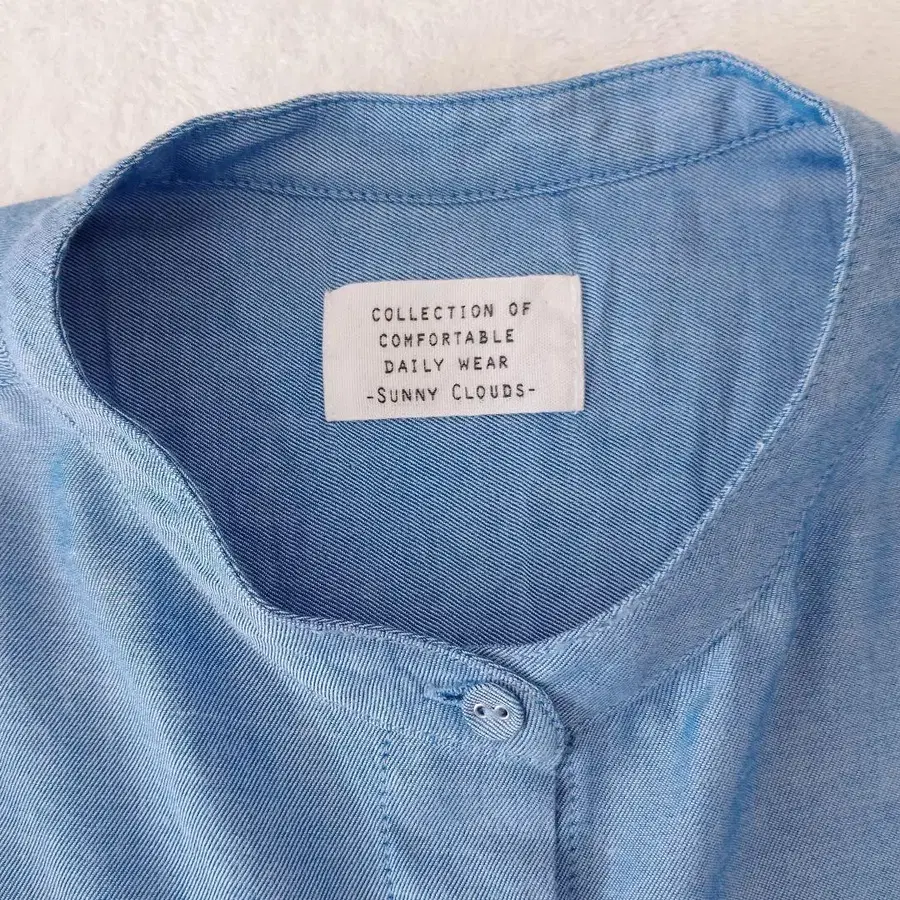 COLLECTION OF
COMFORTABLE
DAILY WEAR
-SUNNY CLOUDS-